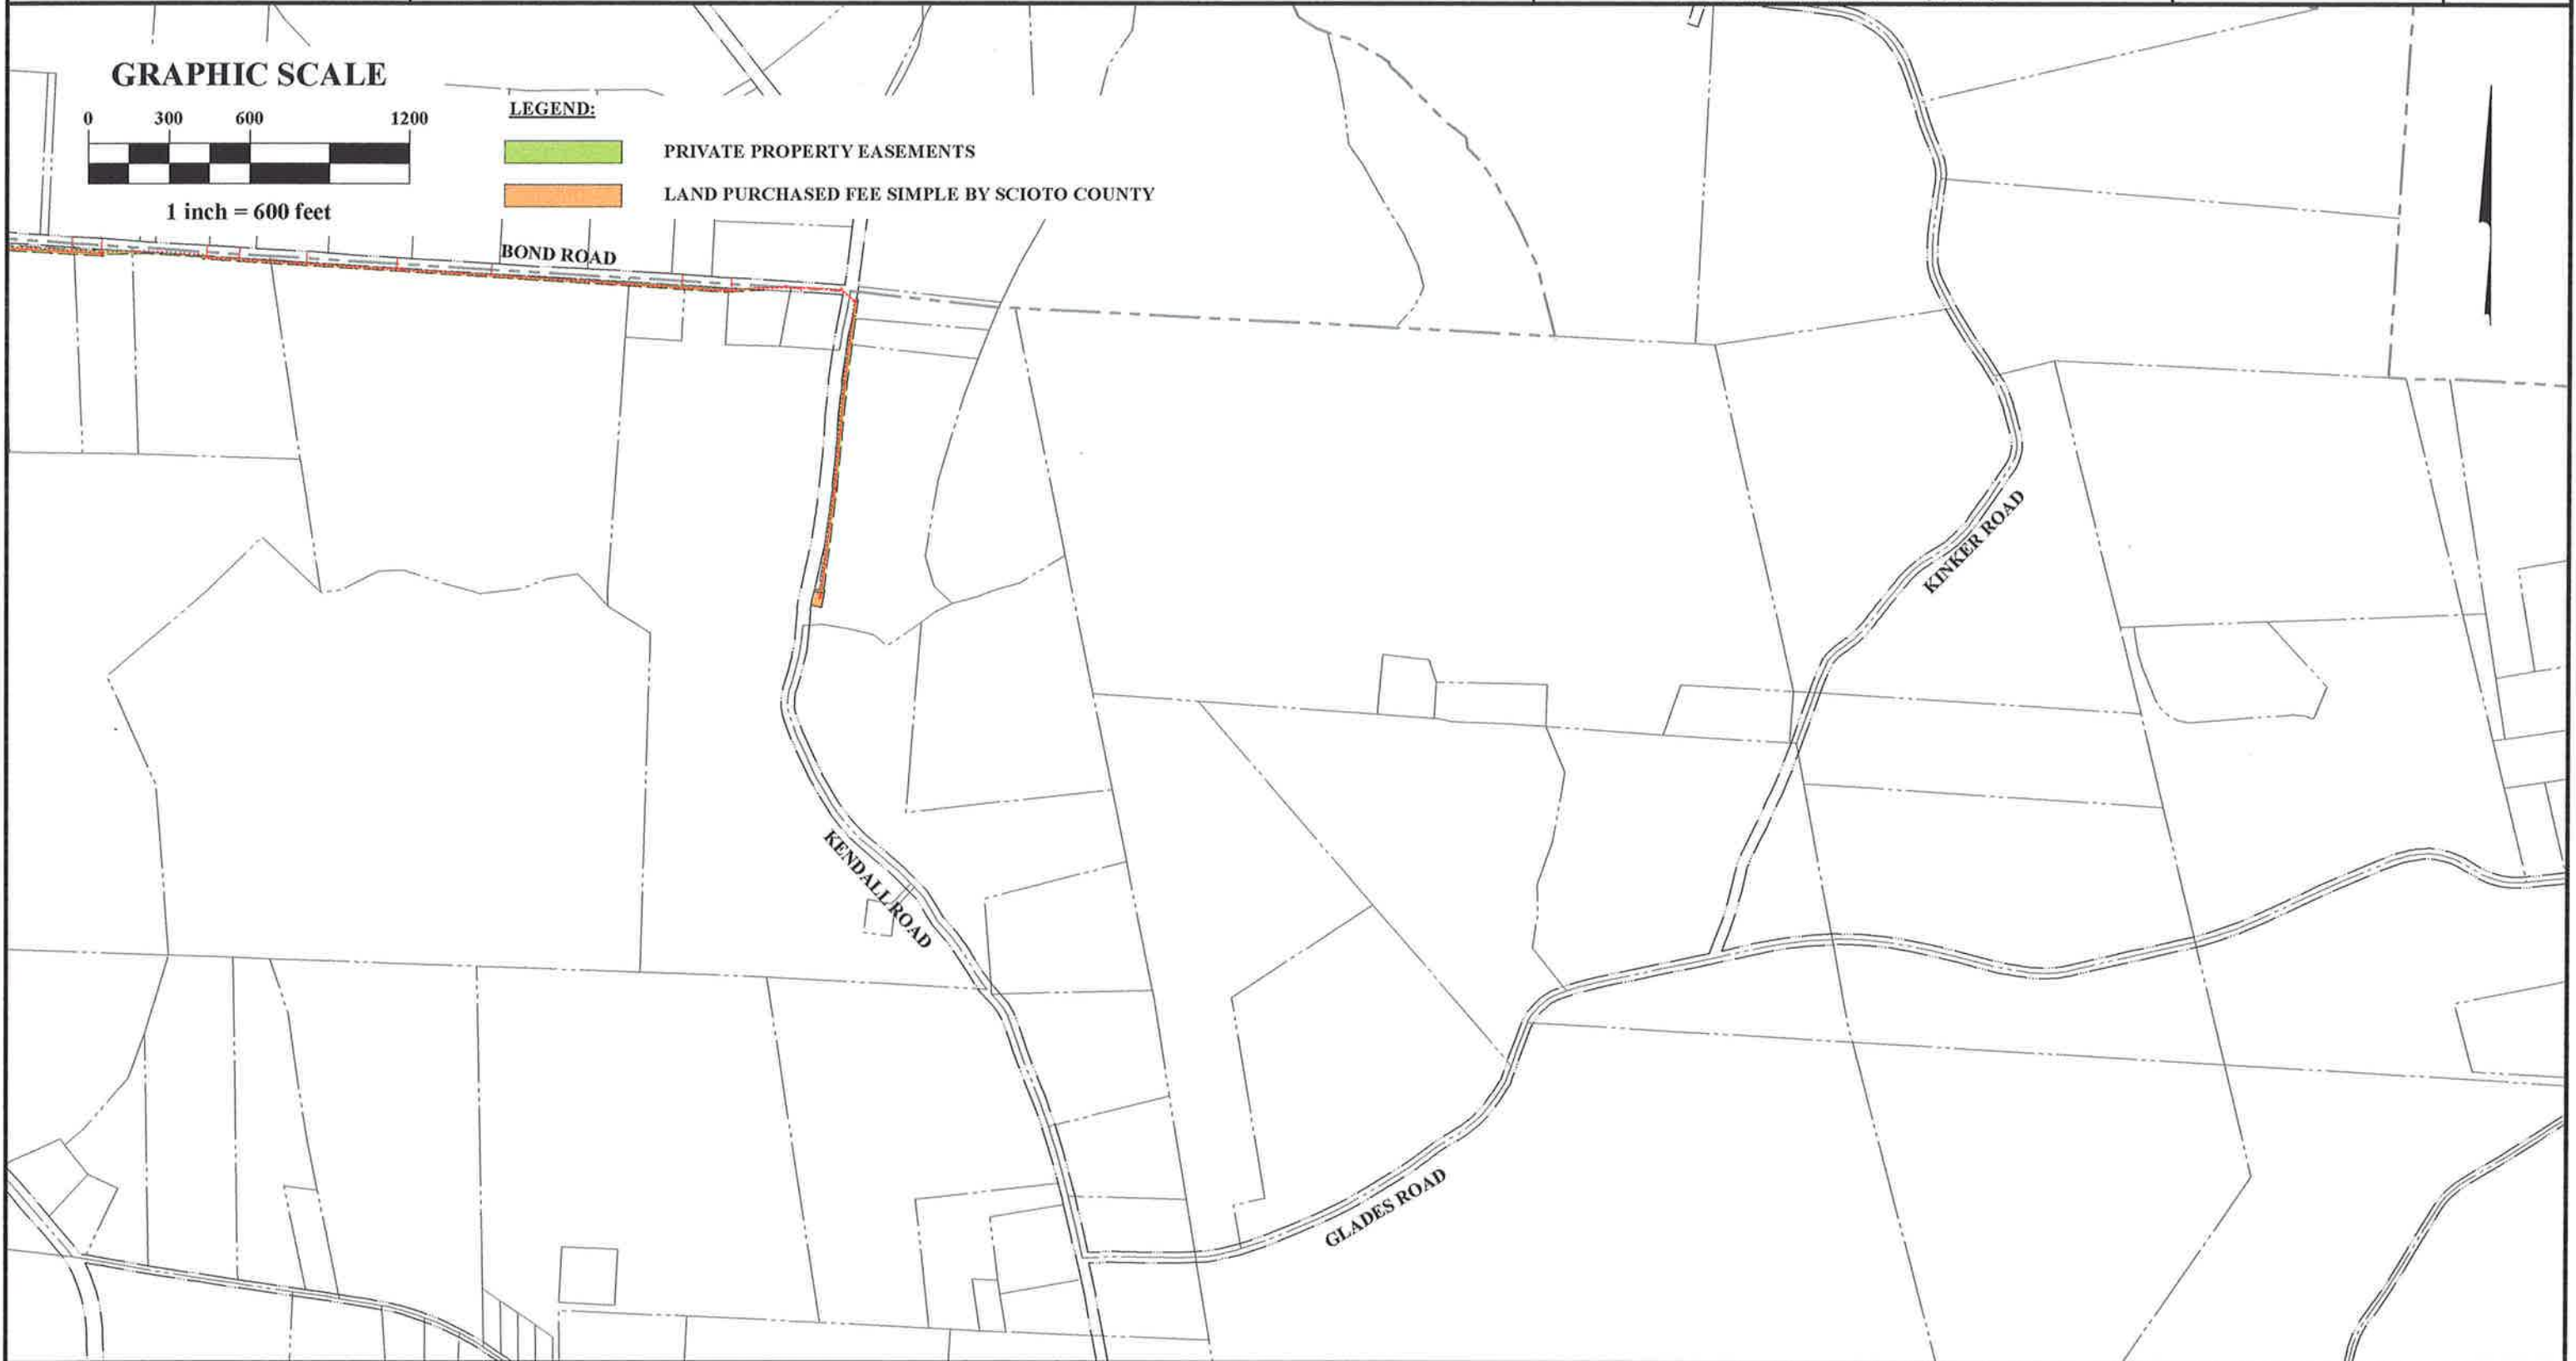 GRAPHIC SCALE
0 300 600 1200
1 inch = 600 feet
LEGEND:
PRIVATE PROPERTY EASEMENTS
LAND PURCHASED FEE SIMPLE BY SCIOTO COUNTY
BOND ROAD
KINKER ROAD
KENDALL ROAD
GLADES ROAD